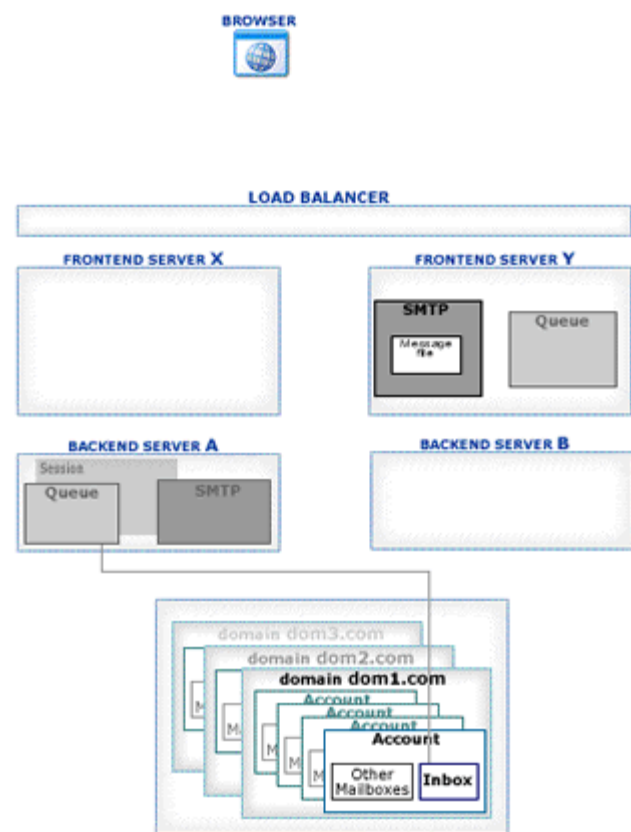 BROWSER
LOAD BALANCER
FRONTEND SERVER X
FRONTEND SERVER Y
SMTP
Message
file
Queue
BACKEND SERVER A
BACKEND SERVER B
Session
Queue
SMTP
domain dom3.com
domain dom2.com
domain dom1.com
Account
Account
Account
Account
M
Ma
M
M
M
Other
Mailboxes
Inbox